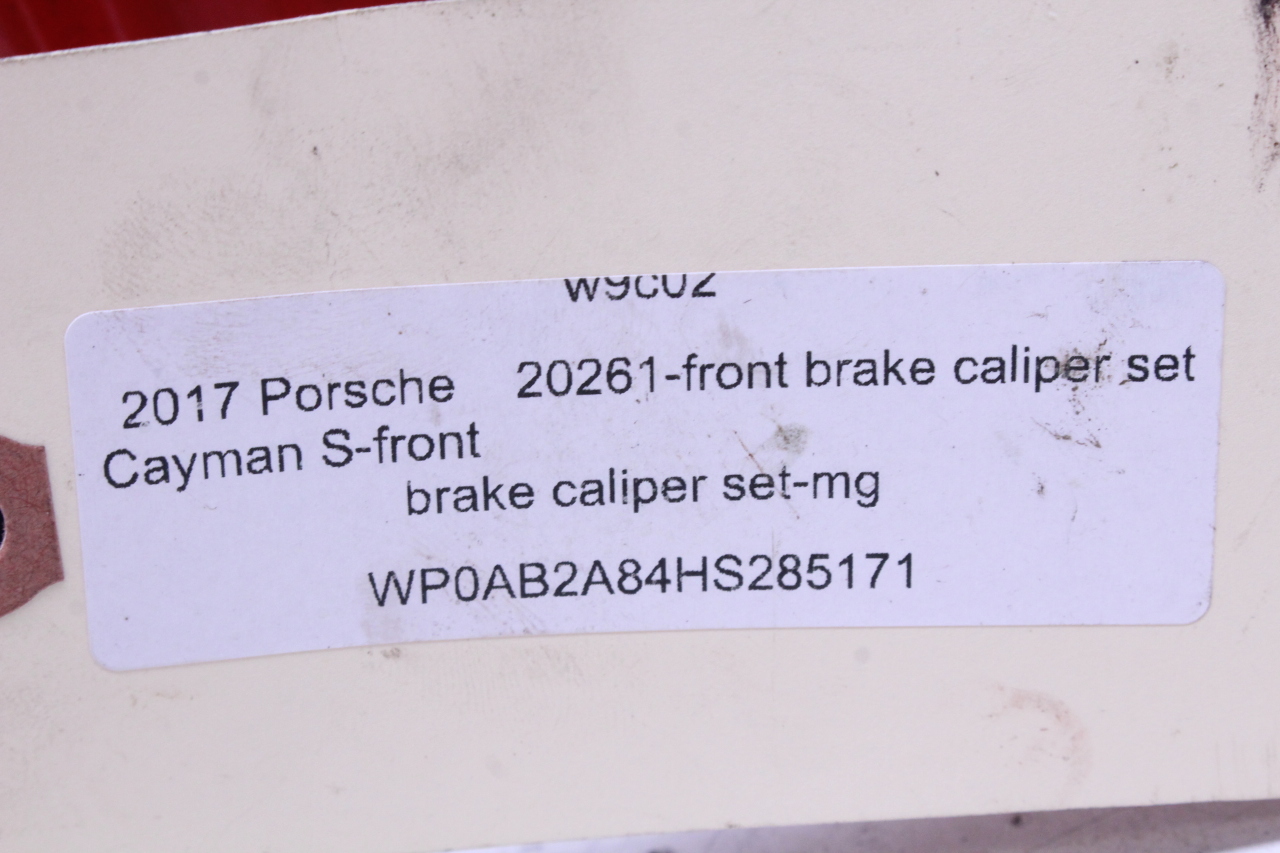 w9c02
2017 Porsche 20261-front brake caliper set
Cayman S-front
brake caliper set-mg
WP0AB2A84HS285171